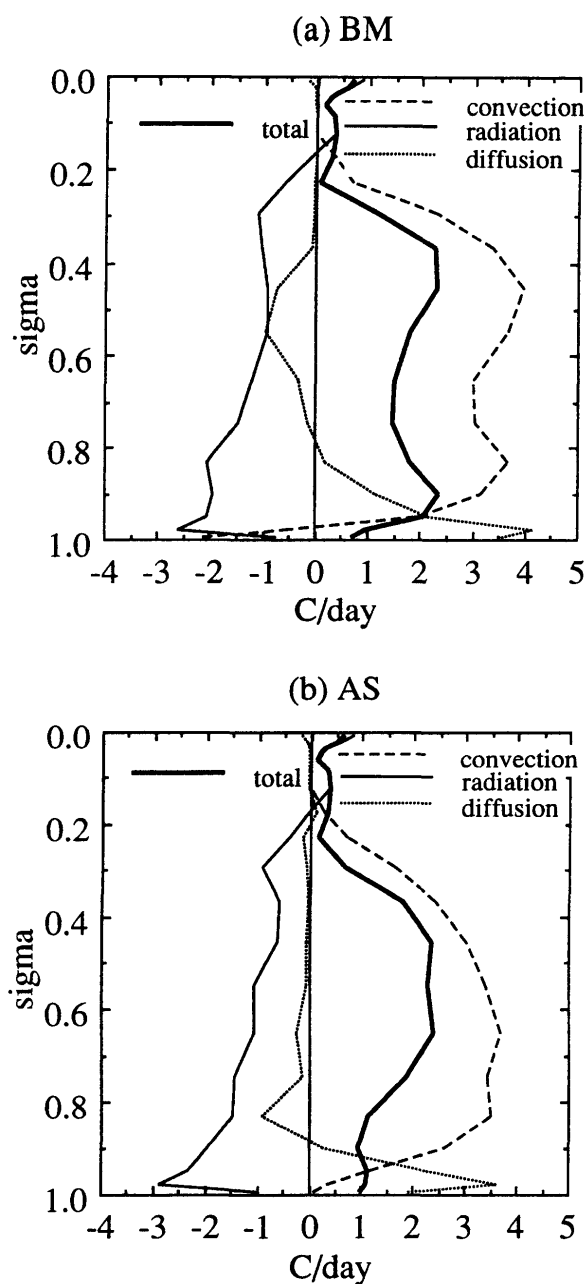 (a) BM
0.0
0.2
0.4
0.6
0.8
1.0
sigma
total
convection
radiation
diffusion
-4 -3 -2 -1 0 1 2 3 4 5
C/day
(b) AS
0.0
0.2
0.4
0.6
0.8
1.0
sigma
total
convection
radiation
diffusion
-4 -3 -2 -1 0 1 2 3 4 5
C/day